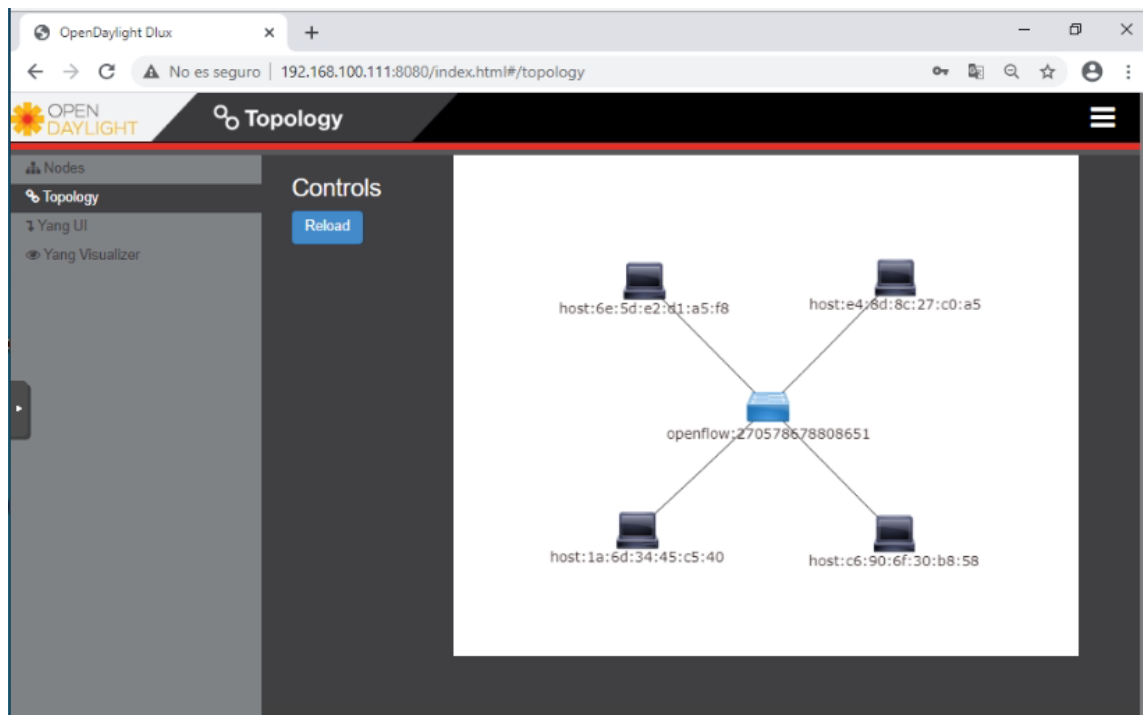 OpenDaylight Dlux
No es seguro | 192.168.100.111:8080/index.html#/topology
OPEN
DAYLIGHT
Topology
Nodes
Topology
Yang UI
Yang Visualizer
Controls
Reload
host:6e:5d:e2:d1:a5:f8
host:e4:8d:8c:27:c0:a5
openflow:270578678808651
host:1a:6d:34:45:c5:40
host:c6:90:6f:30:b8:58